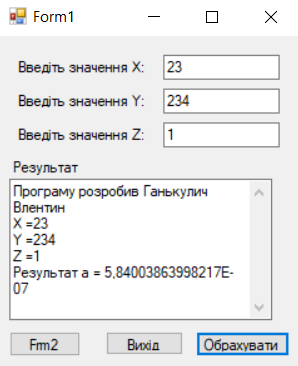 Form1
Введіть значення X: 23
Введіть значення Y: 234
Введіть значення Z: 1
Результат
Програму розробив Ганькулич
Влентин
X =23
Y =234
Z =1
Результат a = 5,84003863998217E-
07
Frm2 Вихід Обрахувати